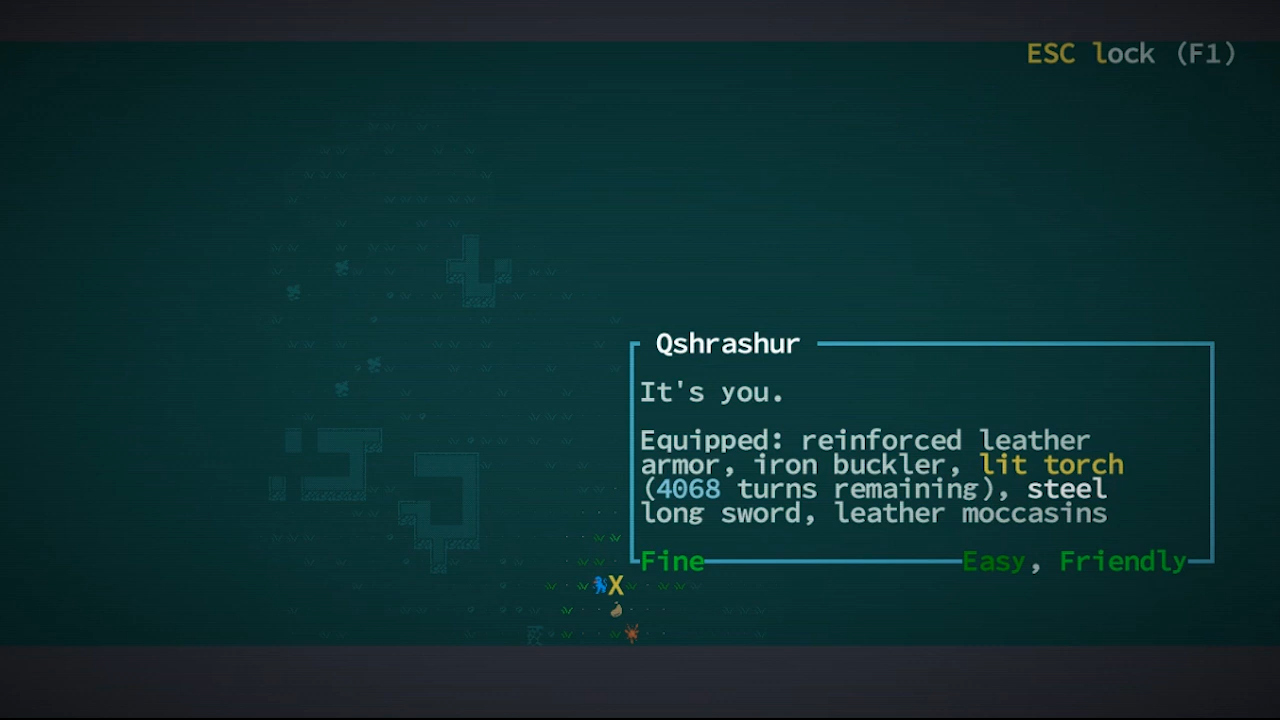 ESC lock (F1)
Qshrashur
It's you.
Equipped: reinforced leather
armor, iron buckler, lit torch
(4068 turns remaining), steel
long sword, leather moccasins
Fine Easy, Friendly
X